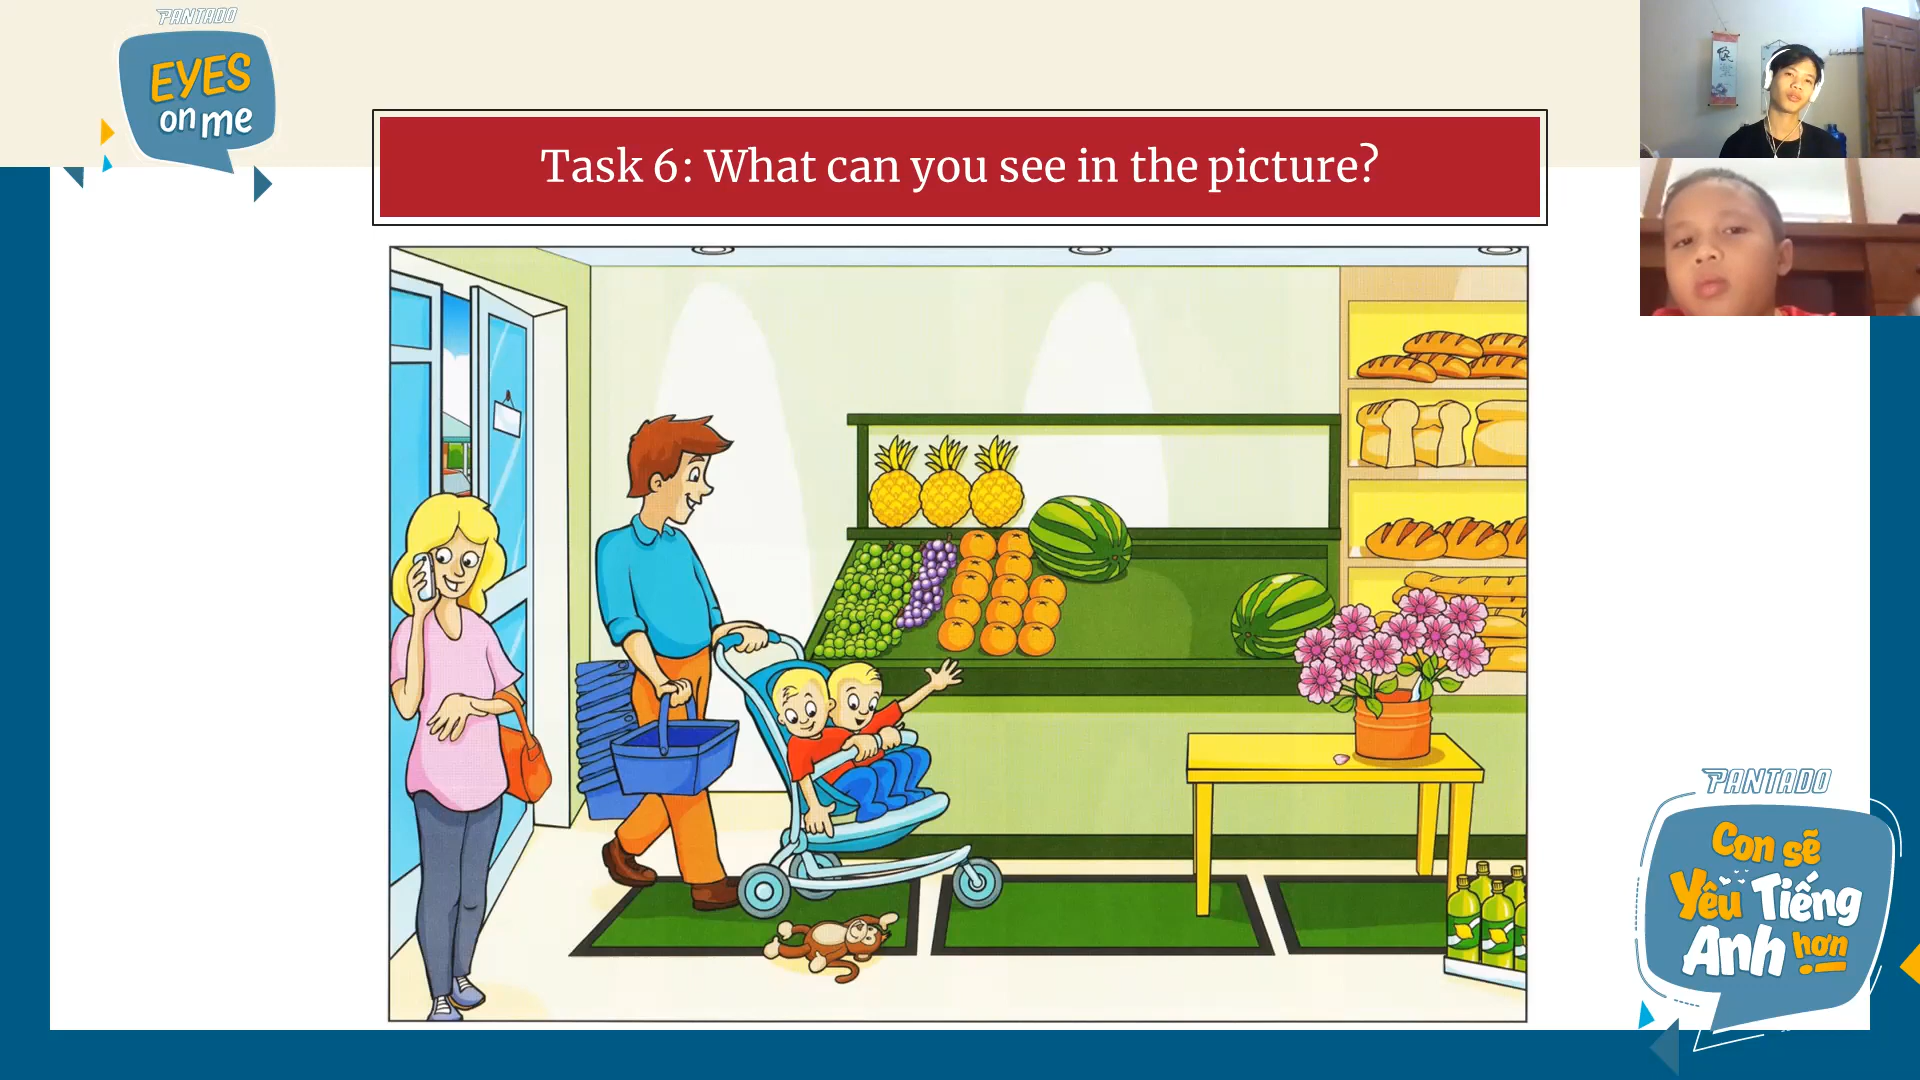 PANTADO
EYES
on me
Task 6: What can you see in the picture?
PANTADO
Con sẽ
Yêu Tiếng
Anh hơn